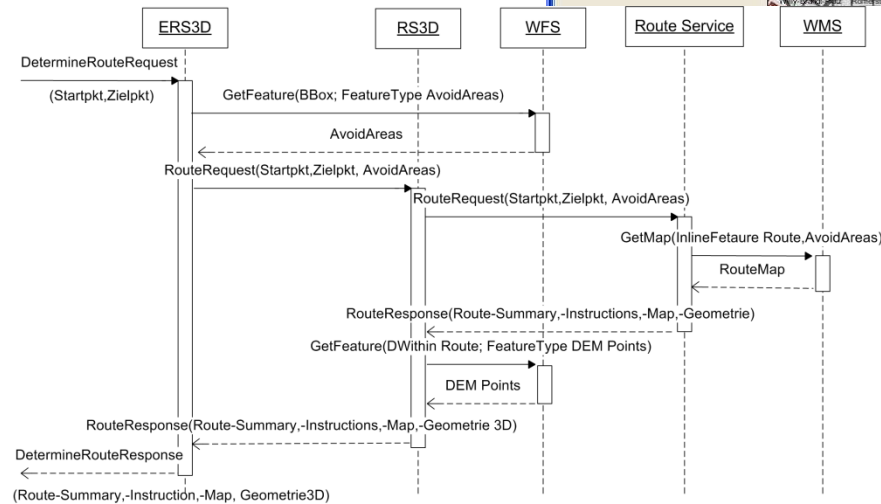 ERS3D
RS3D
WFS
Route Service
WMS
DetermineRouteRequest
(Startpkt,Zielpkt)
GetFeature(BBox; FeatureType AvoidAreas)
AvoidAreas
RouteRequest(Startpkt,Zielpkt, AvoidAreas)
RouteRequest(Startpkt,Zielpkt, AvoidAreas)
GetMap(InlineFetaure Route,AvoidAreas)
RouteMap
RouteResponse(Route-Summary,-Instructions,-Map,-Geometrie)
GetFeature(DWithin Route; FeatureType DEM Points)
DEM Points
RouteResponse(Route-Summary,-Instructions,-Map,-Geometrie 3D)
DetermineRouteResponse
(Route-Summary,-Instruction,-Map, Geometrie3D)